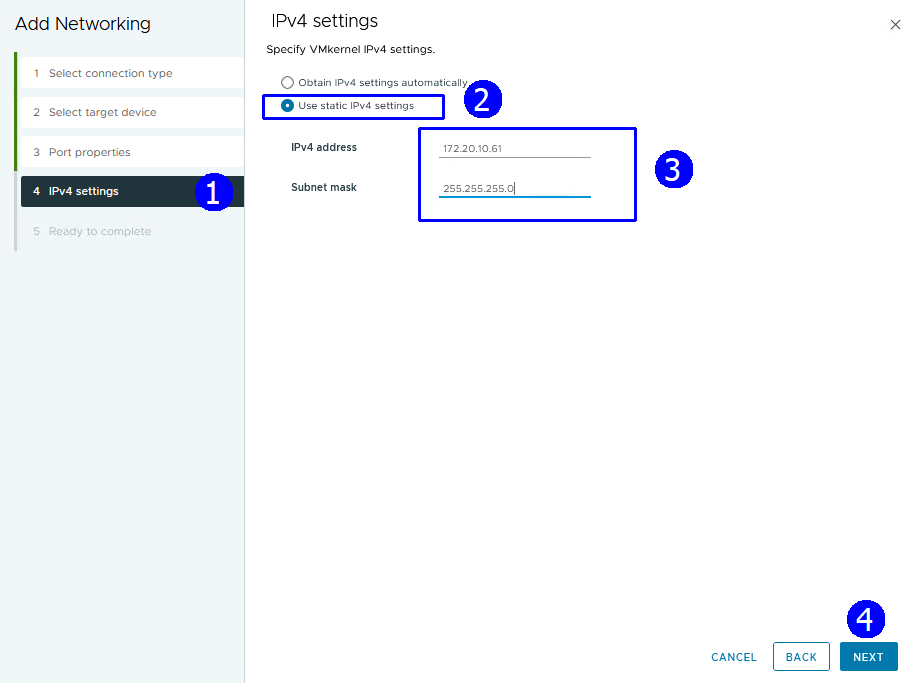 Add Networking
1 Select connection type
2 Select target device
3 Port properties
4 IPv4 settings
1
5 Ready to complete
IPv4 settings
Specify VMkernel IPv4 settings.
Obtain IPv4 settings automatically
Use static IPv4 settings
2
IPv4 address 172.20.10.61
Subnet mask 255.255.255.0
3
4
CANCEL BACK NEXT